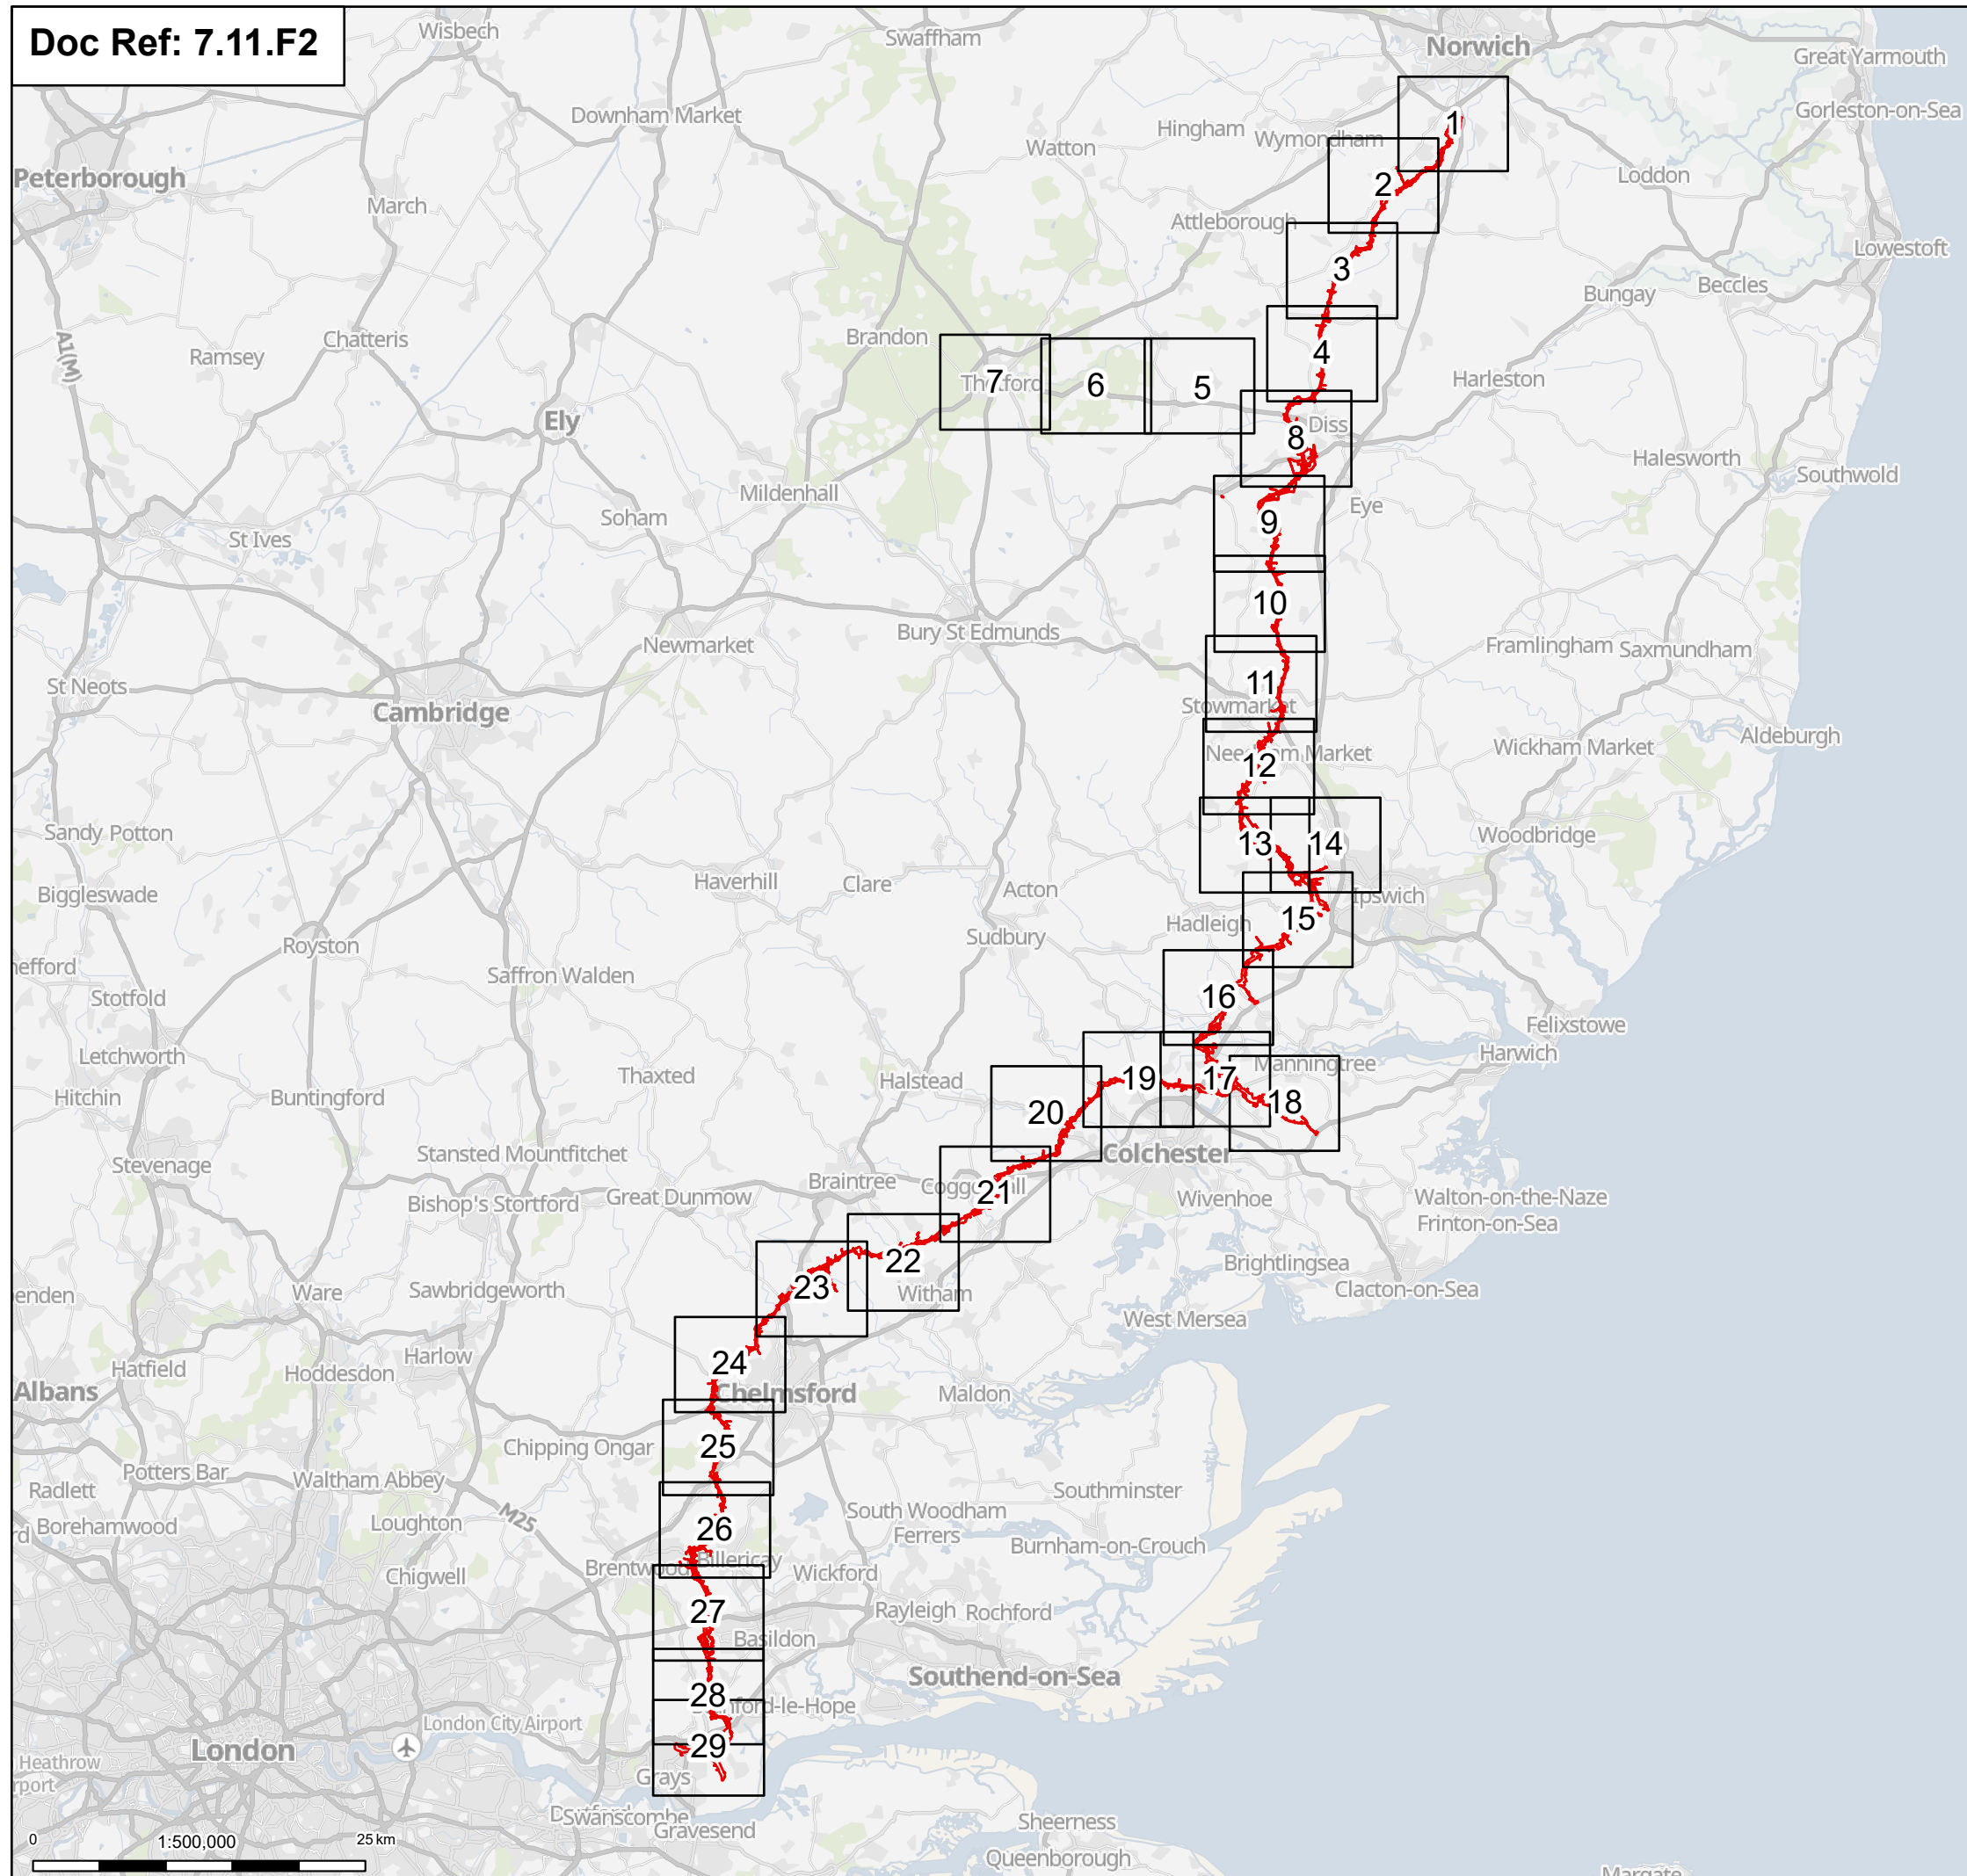 Doc Ref: 7.11.F2
Wisbech
Swaffham
Norwich
Great Yarmouth
Downham Market
Gorleston-on-Sea
Hingham
Wymondham
1
Watton
Peterborough
March
2
Loddon
Attleborough
Lowestoft
3
Beccles
Bungay
A1(M)
Chatteris
Ramsey
Brandon
4
Harleston
7
6
5
Ely
Diss
8
Halesworth
Southwold
Mildenhall
Soham
Eye
9
St Ives
10
Bury St Edmunds
Newmarket
Framlingham
Saxmundham
St Neots
11
Cambridge
Stowmarket
Aldeburgh
Wickham Market
12
Sandy Potton
Woodbridge
13
14
Haverhill
Clare
Acton
Biggleswade
Ipswich
15
Hadleigh
Sudbury
Royston
Saffron Walden
Stotfold
16
Felixstowe
Letchworth
Harwich
Manningtree
Thaxted
Halstead
19
17
Hitchin
Buntingford
18
20
Stansted Mountfitchet
Colchester
Stevenage
Braintree
21
Great Dunmow
Bishop's Stortford
Wivenhoe
Walton-on-the-Naze
Frinton-on-Sea
22
Brightlingsea
23
Ware
Sawbridgeworth
Witham
Clacton-on-Sea
West Mersea
Harlow
24
Hatfield
Hoddesdon
Albans
Chelmsford
Maldon
25
Chipping Ongar
Potters Bar
Waltham Abbey
Radlett
Southminster
M25
South Woodham
Ferrers
Loughton
Borehamwood
26
Burnham-on-Crouch
Brentwood
Billericay
Chigwell
Wickford
27
Rayleigh
Rochford
Basildon
Southend-on-Sea
28
London City Airport
London
29
Heathrow
Grays
Swanscombe
Gravesend
Sheerness
Queenborough
0
1:500,000
25 km